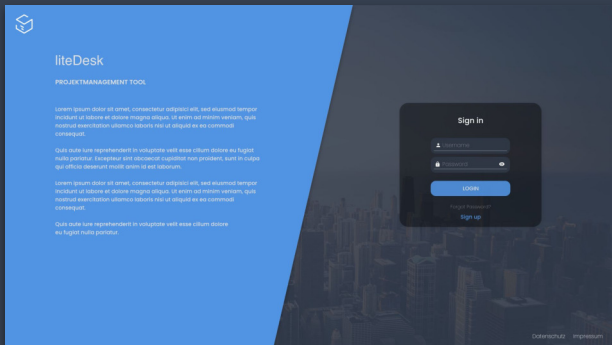 liteDesk
PROJEKTMANAGEMENT TOOL
Lorem ipsum dolor sit amet, consectetur adipisici elit, sed eiusmod tempor
incidunt ut labore et dolore magna aliqua. Ut enim ad minim veniam, quis
nostrud exercitation ullamco laboris nisi ut aliquid ex ea commodi
consequat.
Quis aute iure reprehenderit in voluptate velit esse cillum dolore eu fugiat
nulla pariatur. Excepteur sint obcaecat cupiditat non proident, sunt in culpa
qui officia deserunt mollit anim id est laborum.
Lorem ipsum dolor sit amet, consectetur adipisici elit, sed eiusmod tempor
incidunt ut labore et dolore magna aliqua. Ut enim ad minim veniam, quis
nostrud exercitation ullamco laboris nisi ut aliquid ex ea commodi
consequat.
Quis aute iure reprehenderit in voluptate velit esse cillum dolore
eu fugiat nulla pariatur.
Sign in
Username
Password
LOGIN
Forgot Password?
Sign up
Datenschutz Impressum